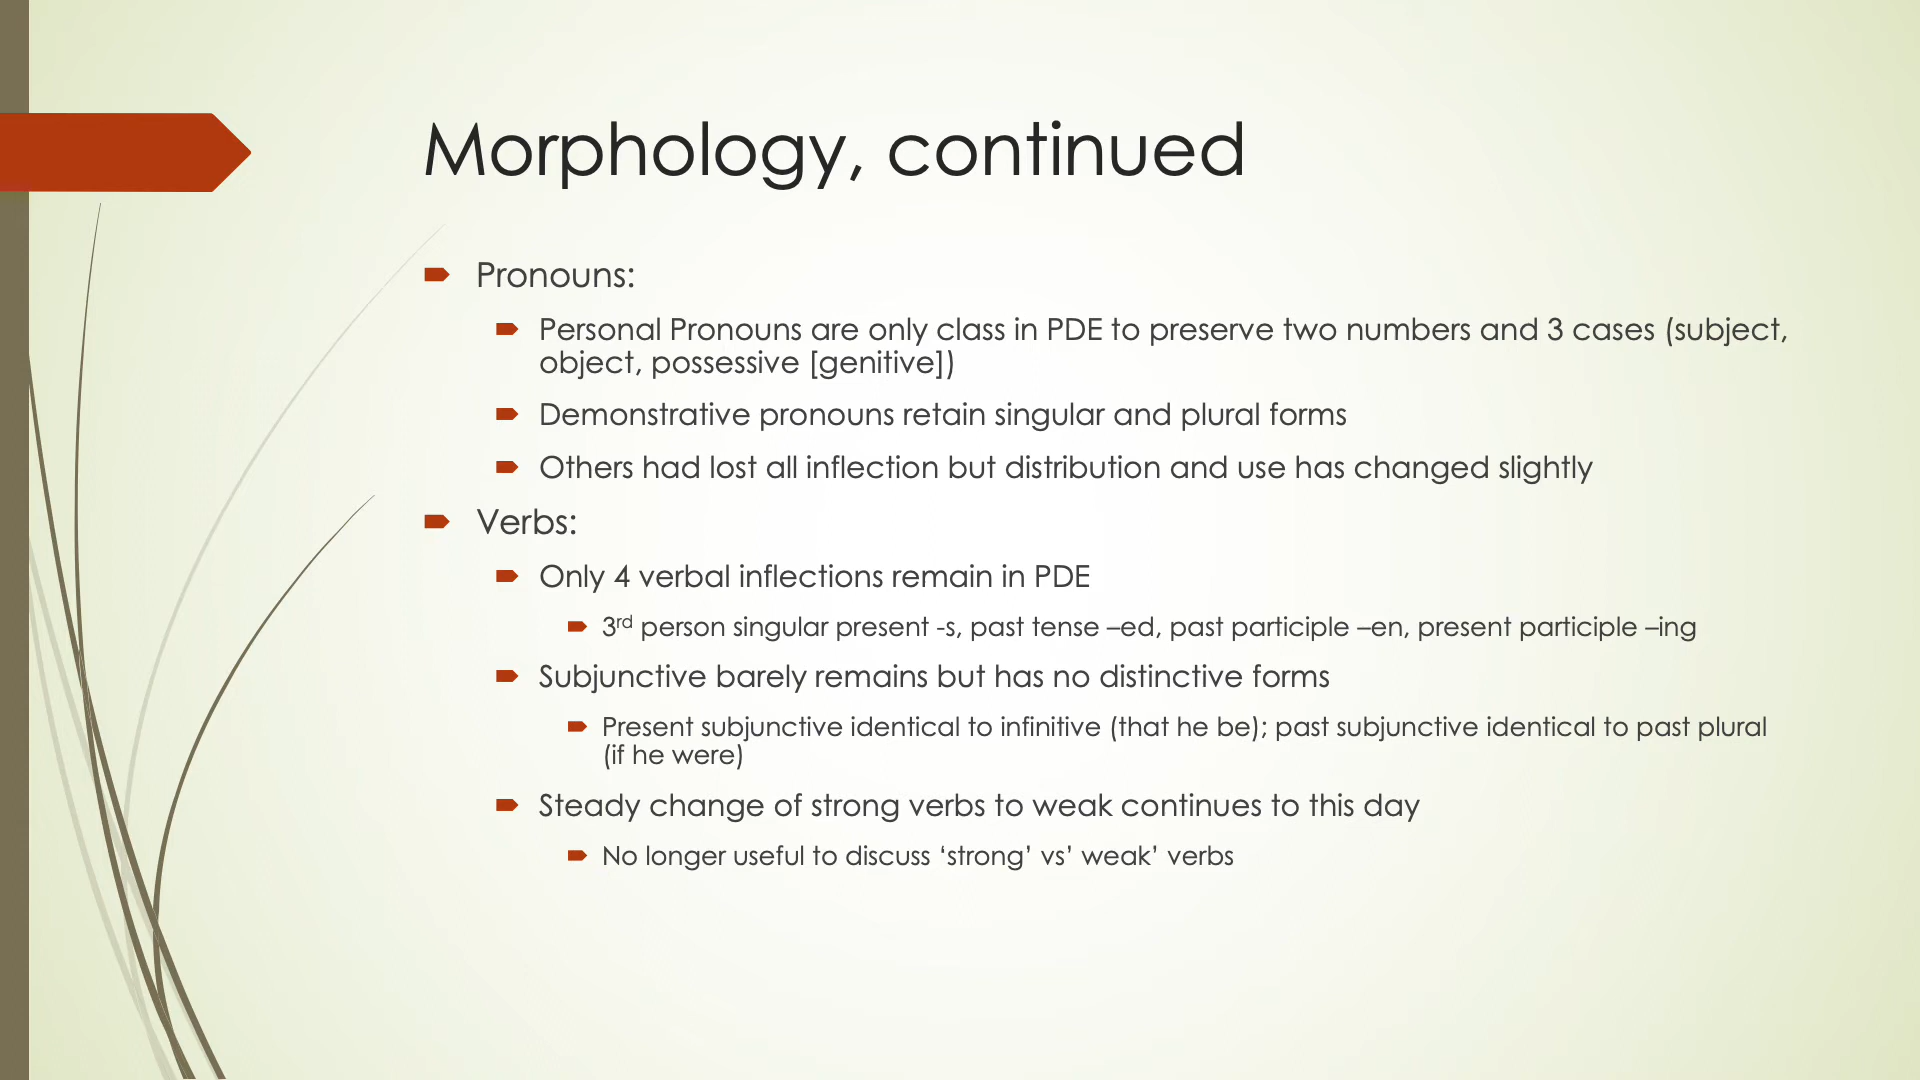 Morphology, continued
Pronouns:
Personal Pronouns are only class in PDE to preserve two numbers and 3 cases (subject,
object, possessive [genitive])
Demonstrative pronouns retain singular and plural forms
Others had lost all inflection but distribution and use has changed slightly
Verbs:
Only 4 verbal inflections remain in PDE
3rd person singular present -s, past tense –ed, past participle –en, present participle –ing
Subjunctive barely remains but has no distinctive forms
Present subjunctive identical to infinitive (that he be); past subjunctive identical to past plural
(if he were)
Steady change of strong verbs to weak continues to this day
No longer useful to discuss ‘strong’ vs’ weak’ verbs